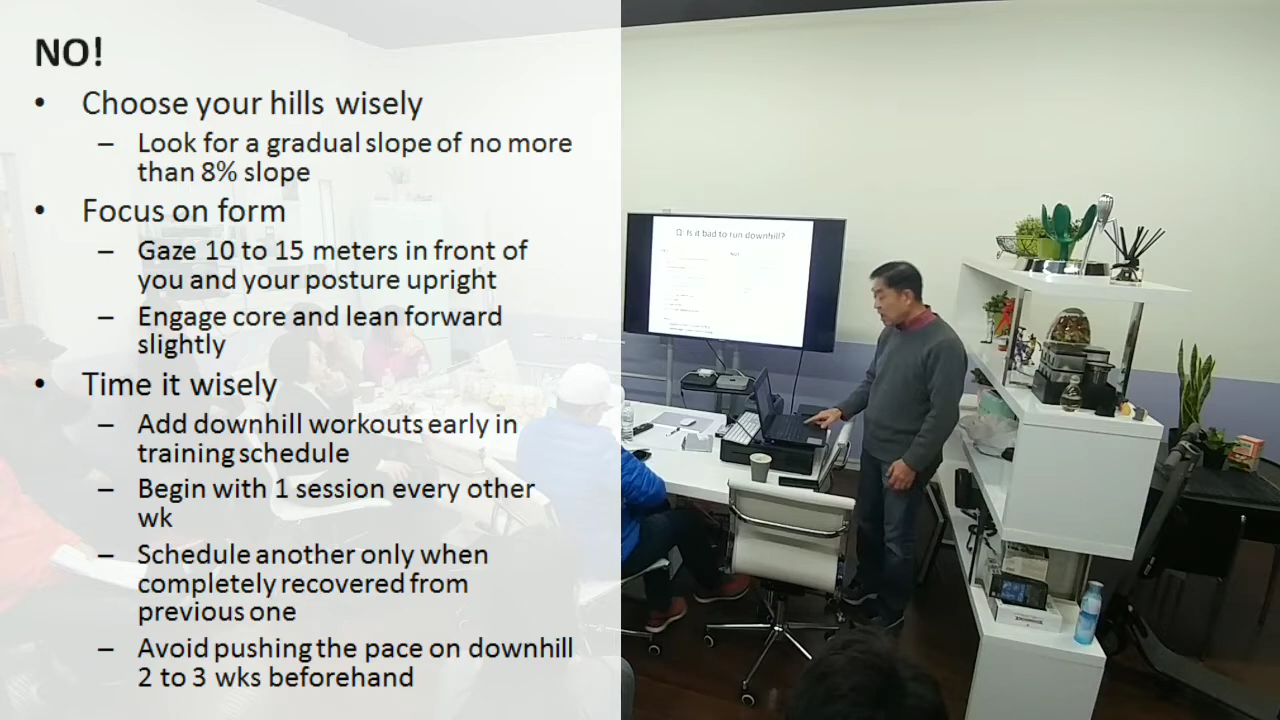 NO!
• Choose your hills wisely
– Look for a gradual slope of no more
than 8% slope
• Focus on form
– Gaze 10 to 15 meters in front of
you and your posture upright
– Engage core and lean forward
slightly
• Time it wisely
– Add downhill workouts early in
training schedule
– Begin with 1 session every other
wk
– Schedule another only when
completely recovered from
previous one
– Avoid pushing the pace on downhill
2 to 3 wks beforehand
Q: Is it bad to run downhill?
NO!